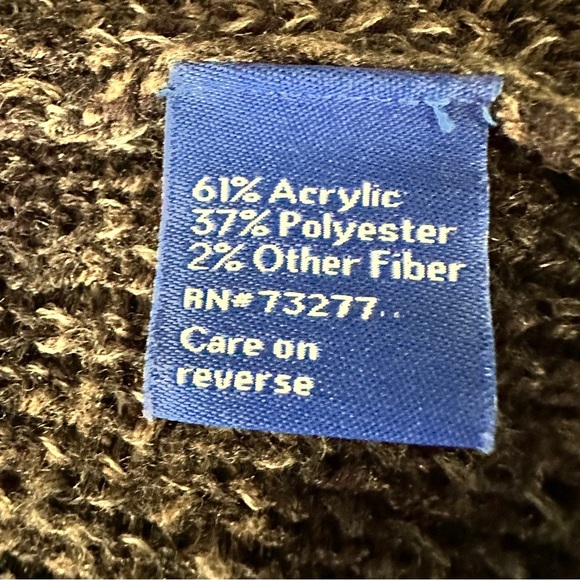 61% Acrylic
37% Polyester
2% Other Fiber
RN# 73277..
Care on
reverse